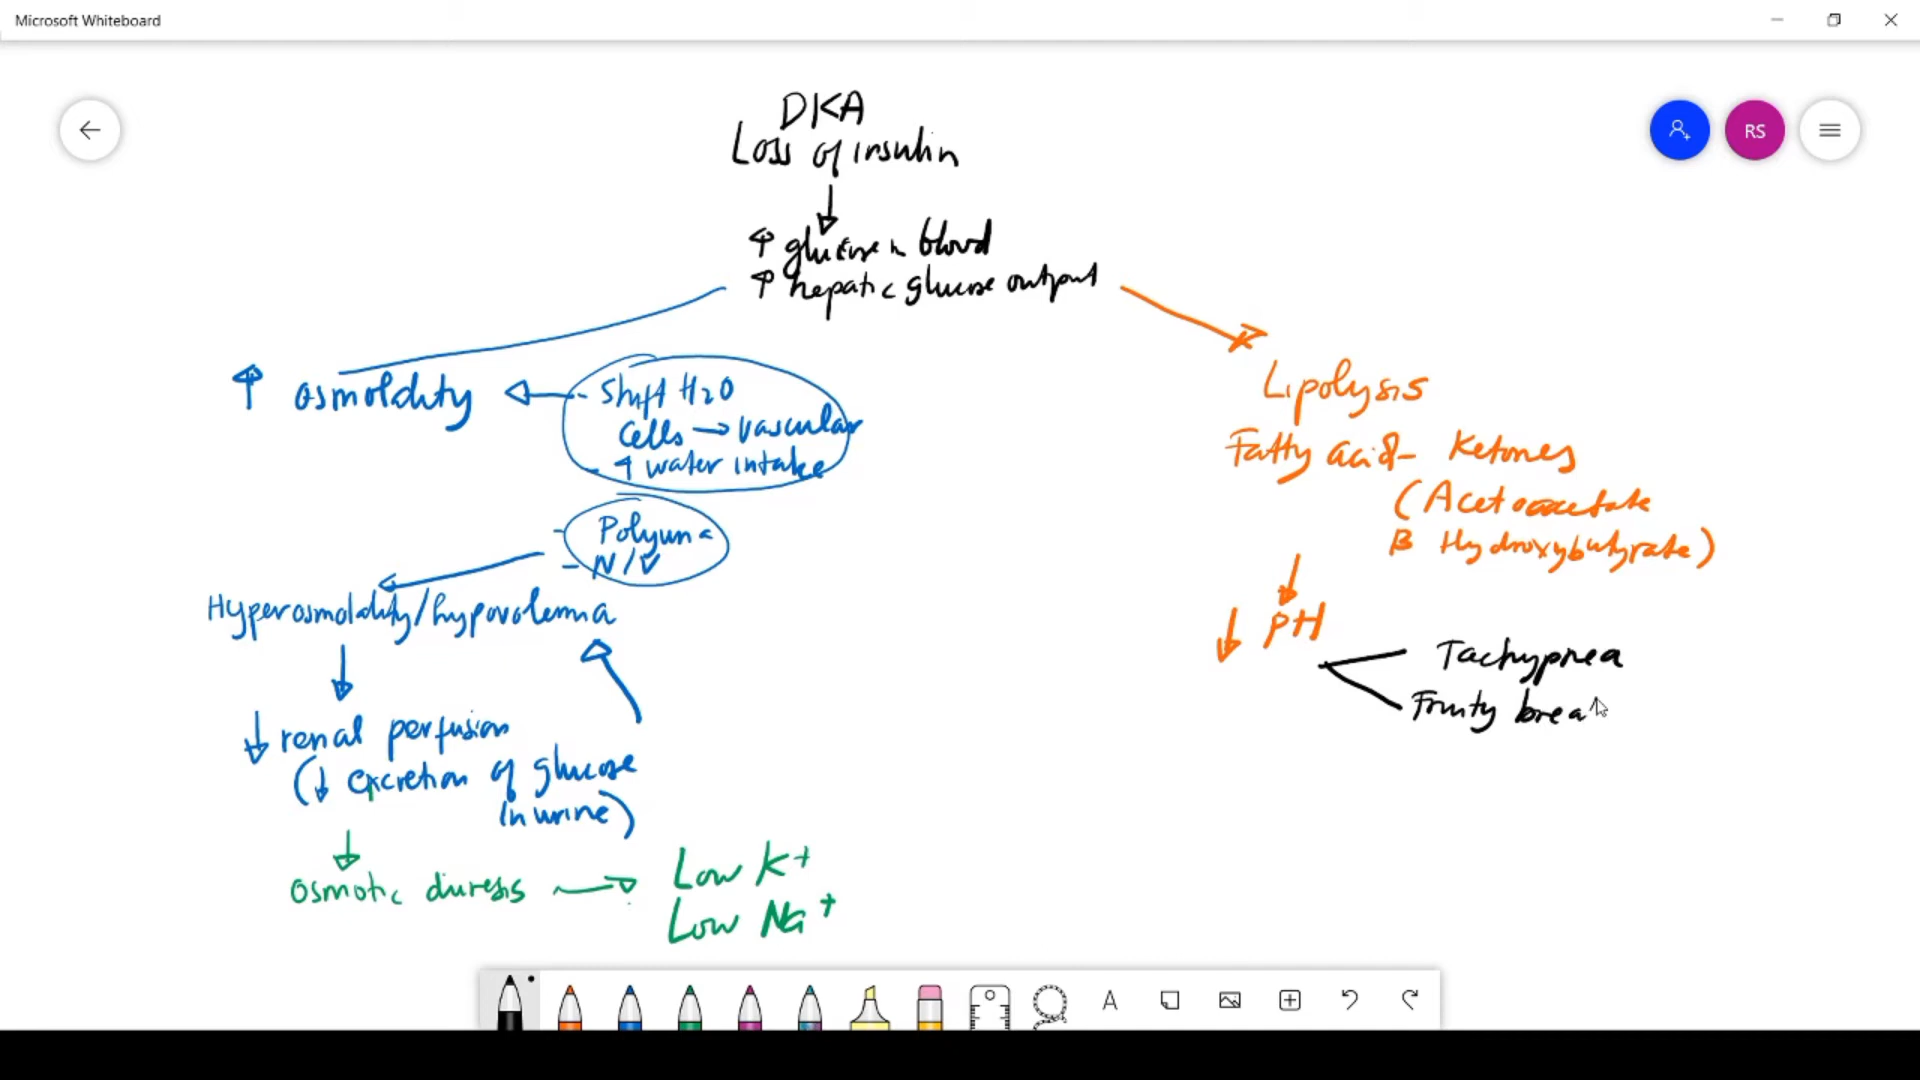 Microsoft Whiteboard
RS
DKA
Loss of insulin
↑ glucose in blood
↑ hepatic glucose output
↑ osmolality
- Shift H2O
Cells → vascular
- ↑ water intake
- Polyuria
- N/V
Hyperosmolality/hypovolemia
↓ renal perfusion
(↓ excretion of glucose
in urine)
osmotic diuresis → Low K+
Low Na+
Lipolysis
Fatty acid - Ketones
(Acetoacetate
B Hydroxybutyrate)
↓ PH
Tachypnea
Fruity brea
A